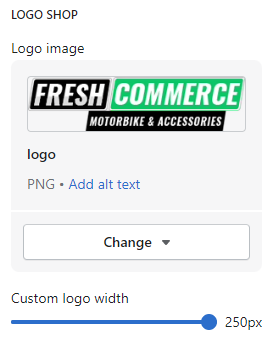 LOGO SHOP
Logo image
FRESH COMMERCE
MOTORBIKE & ACCESSORIES
logo
PNG • Add alt text
Change
Custom logo width
250px